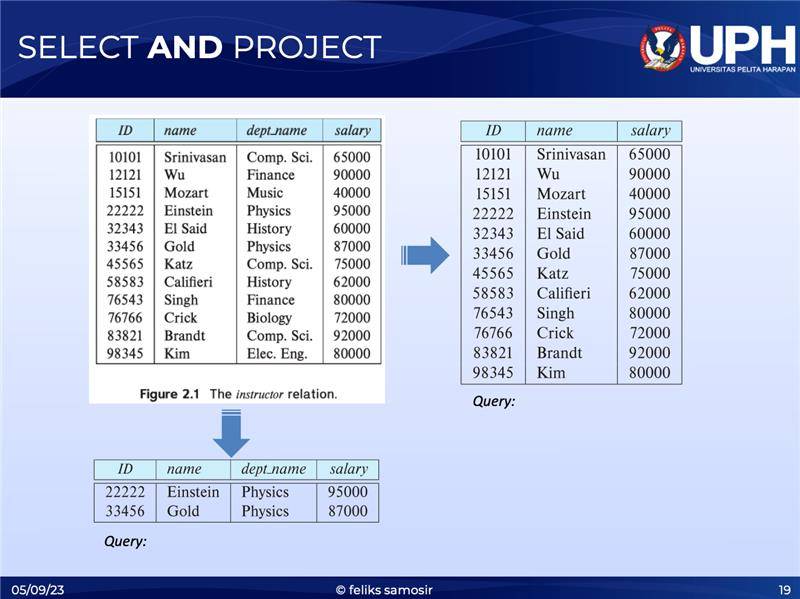 SELECT AND PROJECT
UPH
UNIVERSITAS PELITA HARAPAN
ID name dept_name salary
10101 Srinivasan Comp. Sci. 65000
12121 Wu Finance 90000
15151 Mozart Music 40000
22222 Einstein Physics 95000
32343 El Said History 60000
33456 Gold Physics 87000
45565 Katz Comp. Sci. 75000
58583 Califieri History 62000
76543 Singh Finance 80000
76766 Crick Biology 72000
83821 Brandt Comp. Sci. 92000
98345 Kim Elec. Eng. 80000
Figure 2.1 The instructor relation.
ID name salary
10101 Srinivasan 65000
12121 Wu 90000
15151 Mozart 40000
22222 Einstein 95000
32343 El Said 60000
33456 Gold 87000
45565 Katz 75000
58583 Califieri 62000
76543 Singh 80000
76766 Crick 72000
83821 Brandt 92000
98345 Kim 80000
Query:
ID name dept_name salary
22222 Einstein Physics 95000
33456 Gold Physics 87000
Query:
05/09/23 © feliks samosir 19